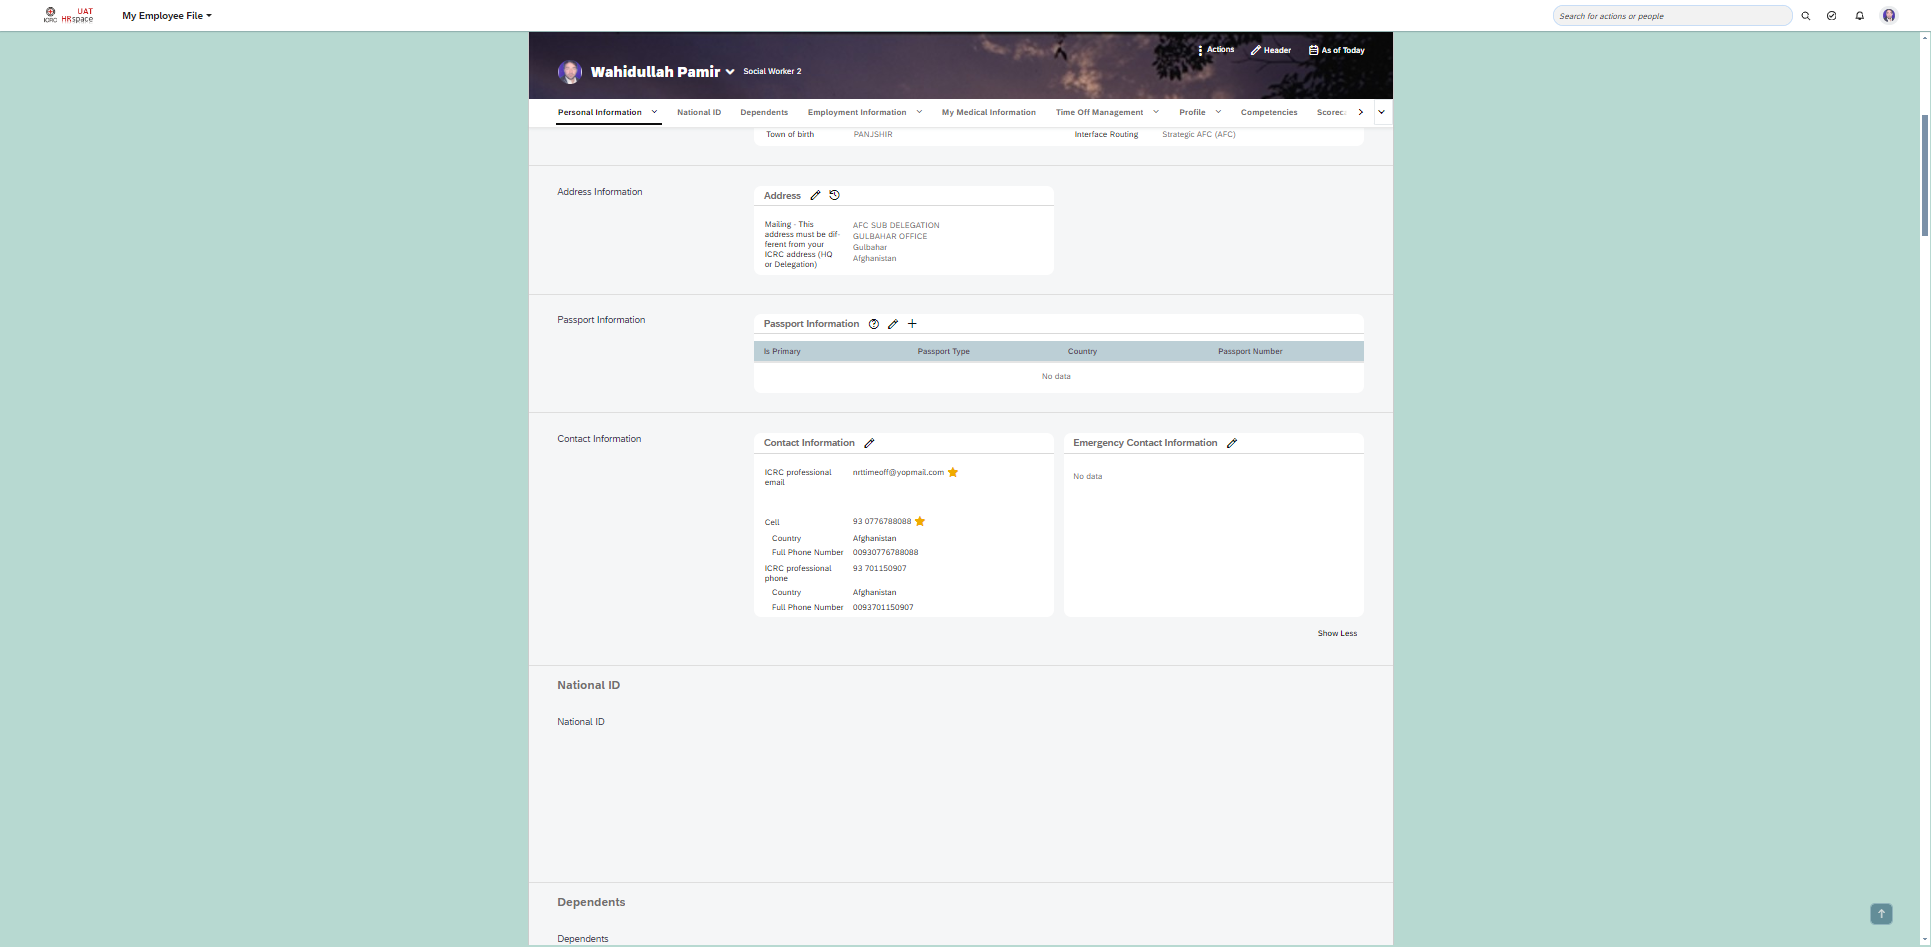 ICRC
UAT
HRspace
My Employee File
Search for actions or people
Actions
Header
As of Today
Wahidullah Pamir
Social Worker 2
Personal Information
National ID
Dependents
Employment Information
My Medical Information
Time Off Management
Profile
Competencies
Scorec
Town of birth
PANJSHIR
Interface Routing
Strategic AFC (AFC)
Address Information
Address
Mailing - This
address must be dif-
ferent from your
ICRC address (HQ
or Delegation)
AFC SUB DELEGATION
GULBAHAR OFFICE
Gulbahar
Afghanistan
Passport Information
Passport Information
Is Primary
Passport Type
Country
Passport Number
No data
Contact Information
Contact Information
ICRC professional
email
nrttimeoff@yopmail.com
Cell
93 0776788088
Country
Afghanistan
Full Phone Number
00930776788088
ICRC professional
phone
93 701150907
Country
Afghanistan
Full Phone Number
0093701150907
Emergency Contact Information
No data
Show Less
National ID
National ID
Dependents
Dependents